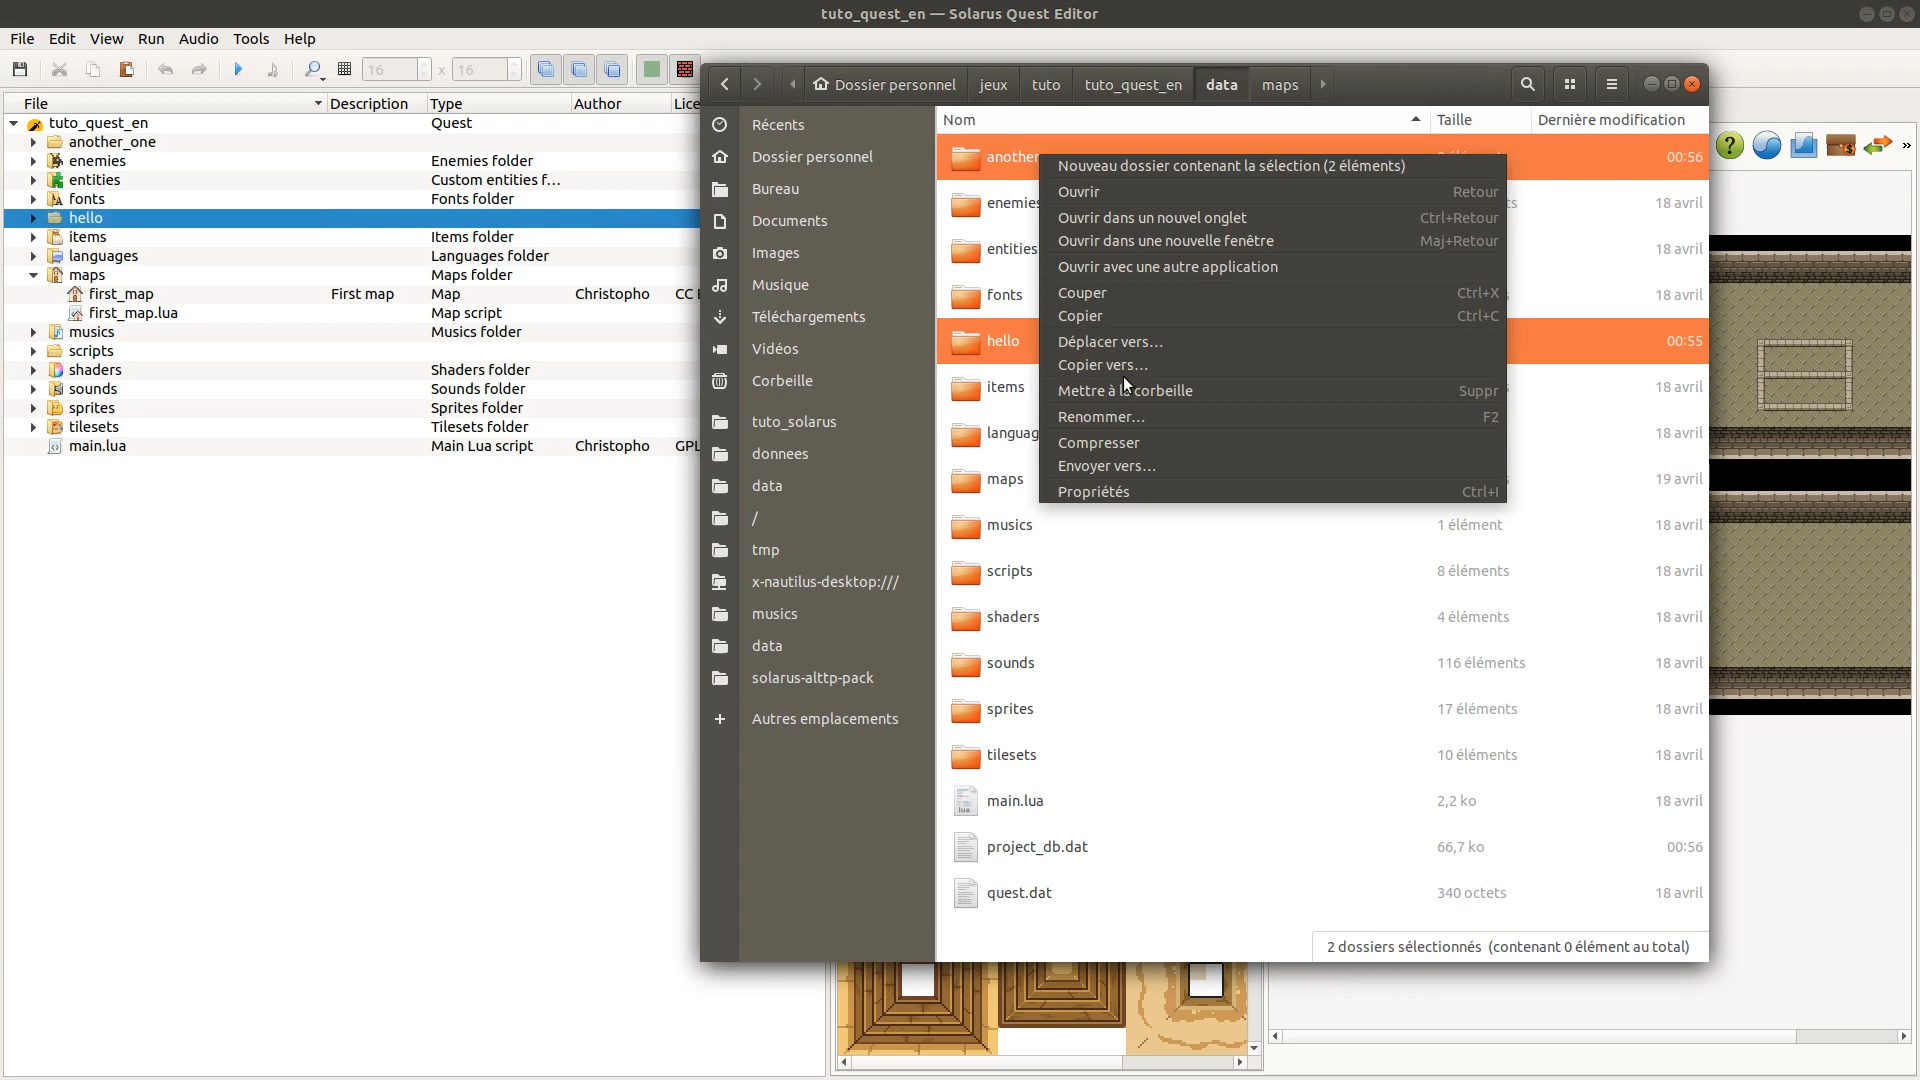 tuto_quest_en — Solarus Quest Editor
File Edit View Run Audio Tools Help
16 x 16
File Description Type Author
tuto_quest_en Quest
another_one
enemies Enemies folder
entities Custom entities f...
fonts Fonts folder
hello
items Items folder
languages Languages folder
maps Maps folder
first_map First map Map Christopho CC
first_map.lua Map script
musics Musics folder
scripts
shaders Shaders folder
sounds Sounds folder
sprites Sprites folder
tilesets Tilesets folder
main.lua Main Lua script Christopho GPL
Dossier personnel jeux tuto tuto_quest_en data maps
Récents
Dossier personnel
Bureau
Documents
Images
Musique
Téléchargements
Vidéos
Corbeille
tuto_solarus
donnees
data
/
tmp
x-nautilus-desktop:///
musics
data
solarus-alttp-pack
+ Autres emplacements
Nom Taille Dernière modification
another 00:56
enemies 18 avril
entities 18 avril
fonts 18 avril
hello 00:55
items 18 avril
languag 18 avril
maps 19 avril
musics 1 élément 18 avril
scripts 8 éléments 18 avril
shaders 4 éléments 18 avril
sounds 116 éléments 18 avril
sprites 17 éléments 18 avril
tilesets 10 éléments 18 avril
main.lua 2,2 ko 18 avril
project_db.dat 66,7 ko 00:56
quest.dat 340 octets 18 avril
2 dossiers sélectionnés (contenant 0 élément au total)
Nouveau dossier contenant la sélection (2 éléments)
Ouvrir Retour
Ouvrir dans un nouvel onglet Ctrl+Retour
Ouvrir dans une nouvelle fenêtre Maj+Retour
Ouvrir avec une autre application
Couper Ctrl+X
Copier Ctrl+C
Déplacer vers…
Copier vers…
Mettre à la corbeille Suppr
Renommer… F2
Compresser
Envoyer vers…
Propriétés Ctrl+I